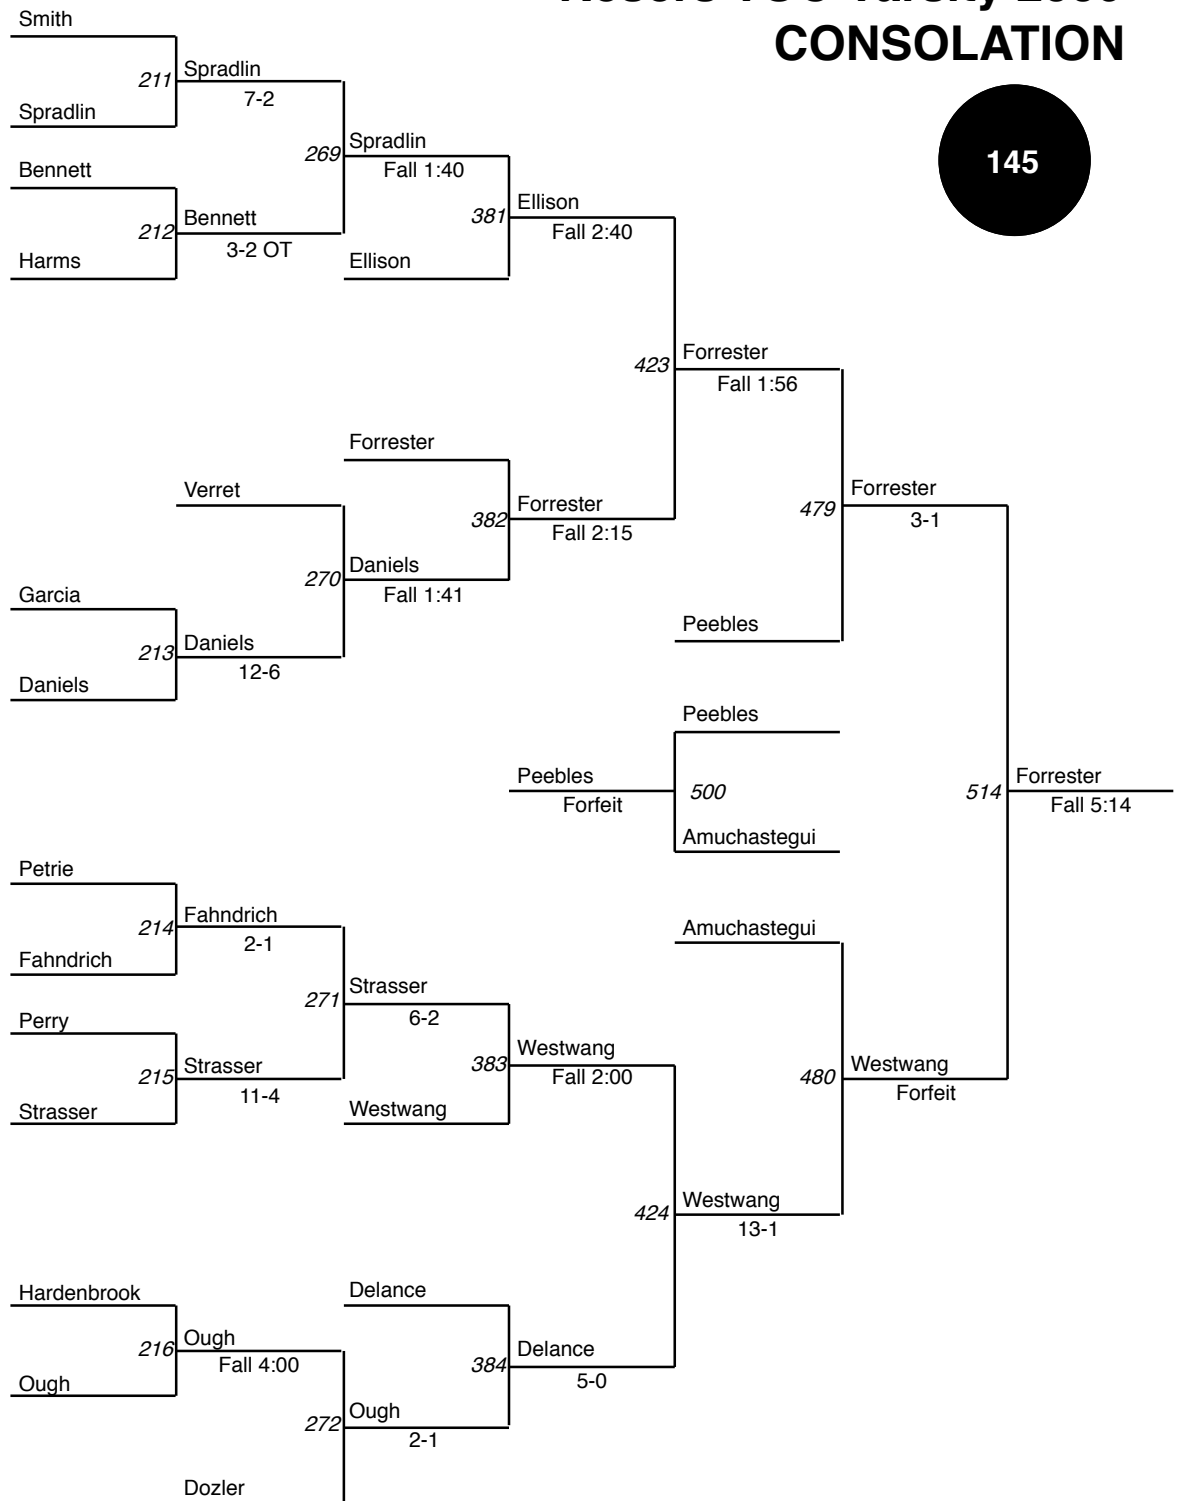 CONSOLATION
145
Smith
211
Spradlin
7-2
Spradlin
269
Spradlin
Fall 1:40
Bennett
212
Bennett
3-2 OT
Harms
381
Ellison
Fall 2:40
Ellison
423
Forrester
Fall 1:56
Forrester
Verret
382
Forrester
Fall 2:15
479
Forrester
3-1
270
Daniels
Fall 1:41
Garcia
213
Daniels
12-6
Daniels
Peebles
Peebles
Peebles
Forfeit
500
Amuchastegui
514
Forrester
Fall 5:14
Petrie
214
Fahndrich
2-1
Fahndrich
Amuchastegui
271
Strasser
6-2
Perry
215
Strasser
11-4
Strasser
383
Westwang
Fall 2:00
Westwang
480
Westwang
Forfeit
424
Westwang
13-1
Hardenbrook
216
Ough
Fall 4:00
Ough
Delance
384
Delance
5-0
272
Ough
2-1
Dozler